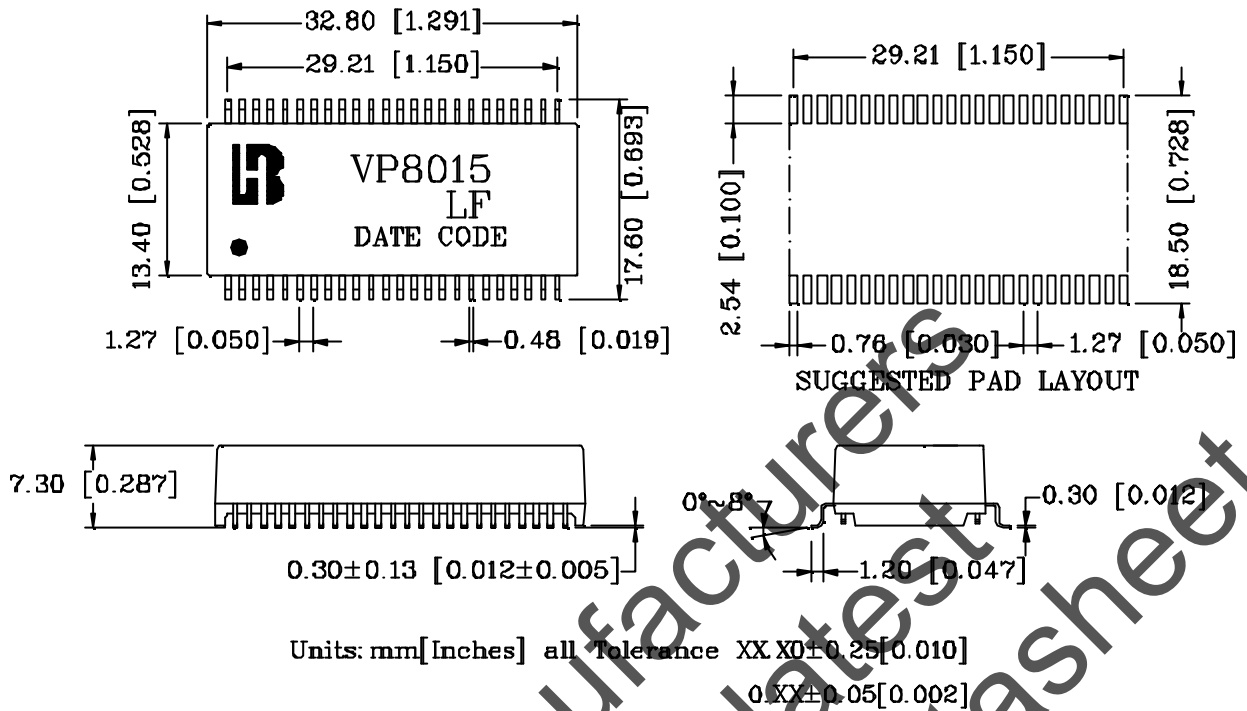 32.80 [1.291]
29.21 [1.150]
13.40 [0.528]
VP8015
LF
DATE CODE
17.60 [0.693]
1.27 [0.050]
0.48 [0.019]
29.21 [1.150]
2.54 [0.100]
18.50 [0.728]
0.76 [0.030]
1.27 [0.050]
SUGGESTED PAD LAYOUT
7.30 [0.287]
0.30±0.13 [0.012±0.005]
0°~8°
0.30 [0.012]
1.20 [0.047]
Units: mm[Inches] all Tolerance XX.X0±0.25[0.010]
0.XX±0.05[0.002]
ufacturers
latest
asheet